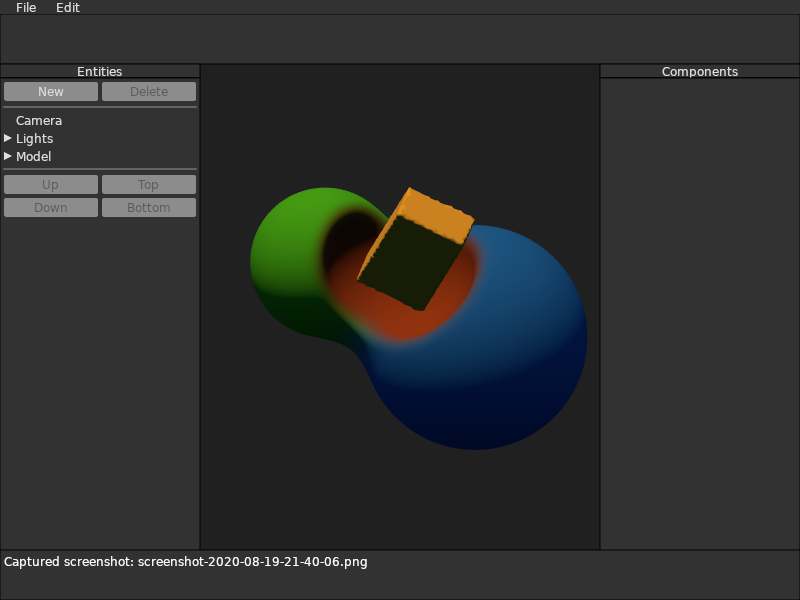 File Edit
Entities
Components
New Delete
Camera
Lights
Model
Up Top
Down Bottom
Captured screenshot: screenshot-2020-08-19-21-40-06.png